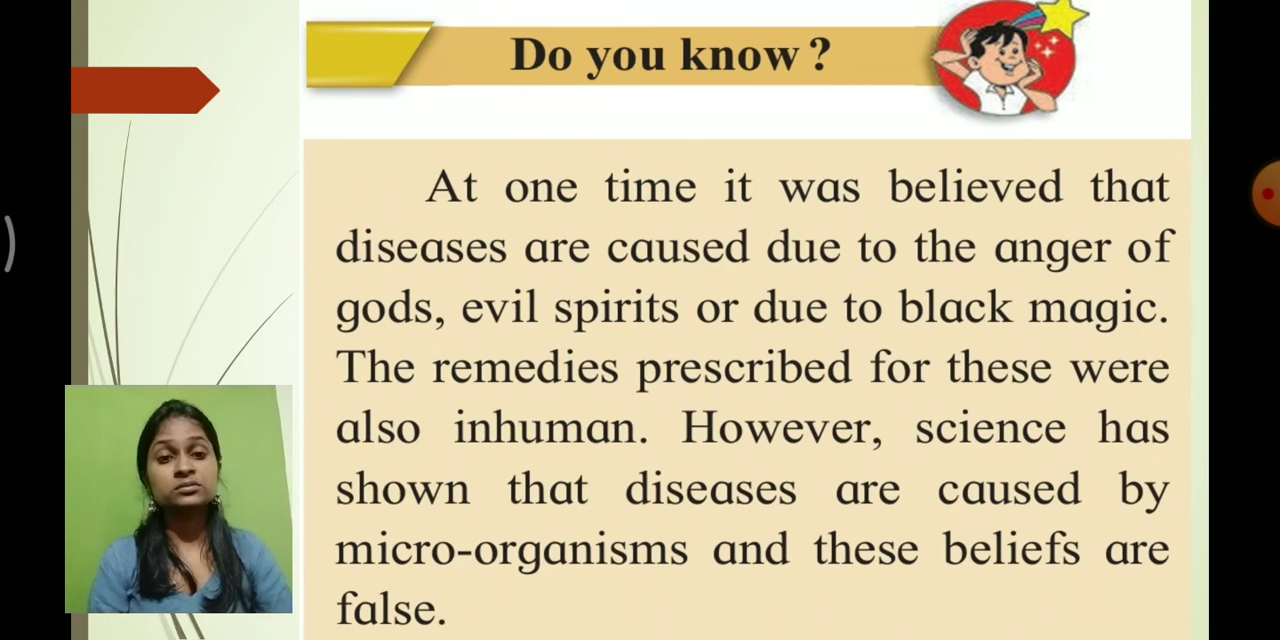 Do you know ?
At one time it was believed that
diseases are caused due to the anger of
gods, evil spirits or due to black magic.
The remedies prescribed for these were
also inhuman. However, science has
shown that diseases are caused by
micro-organisms and these beliefs are
false.